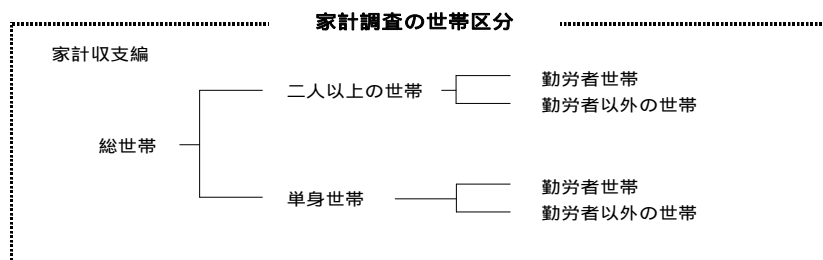 家計調査の世帯区分
家計収支編
二人以上の世帯
勤労者世帯
勤労者以外の世帯
総世帯
単身世帯
勤労者世帯
勤労者以外の世帯